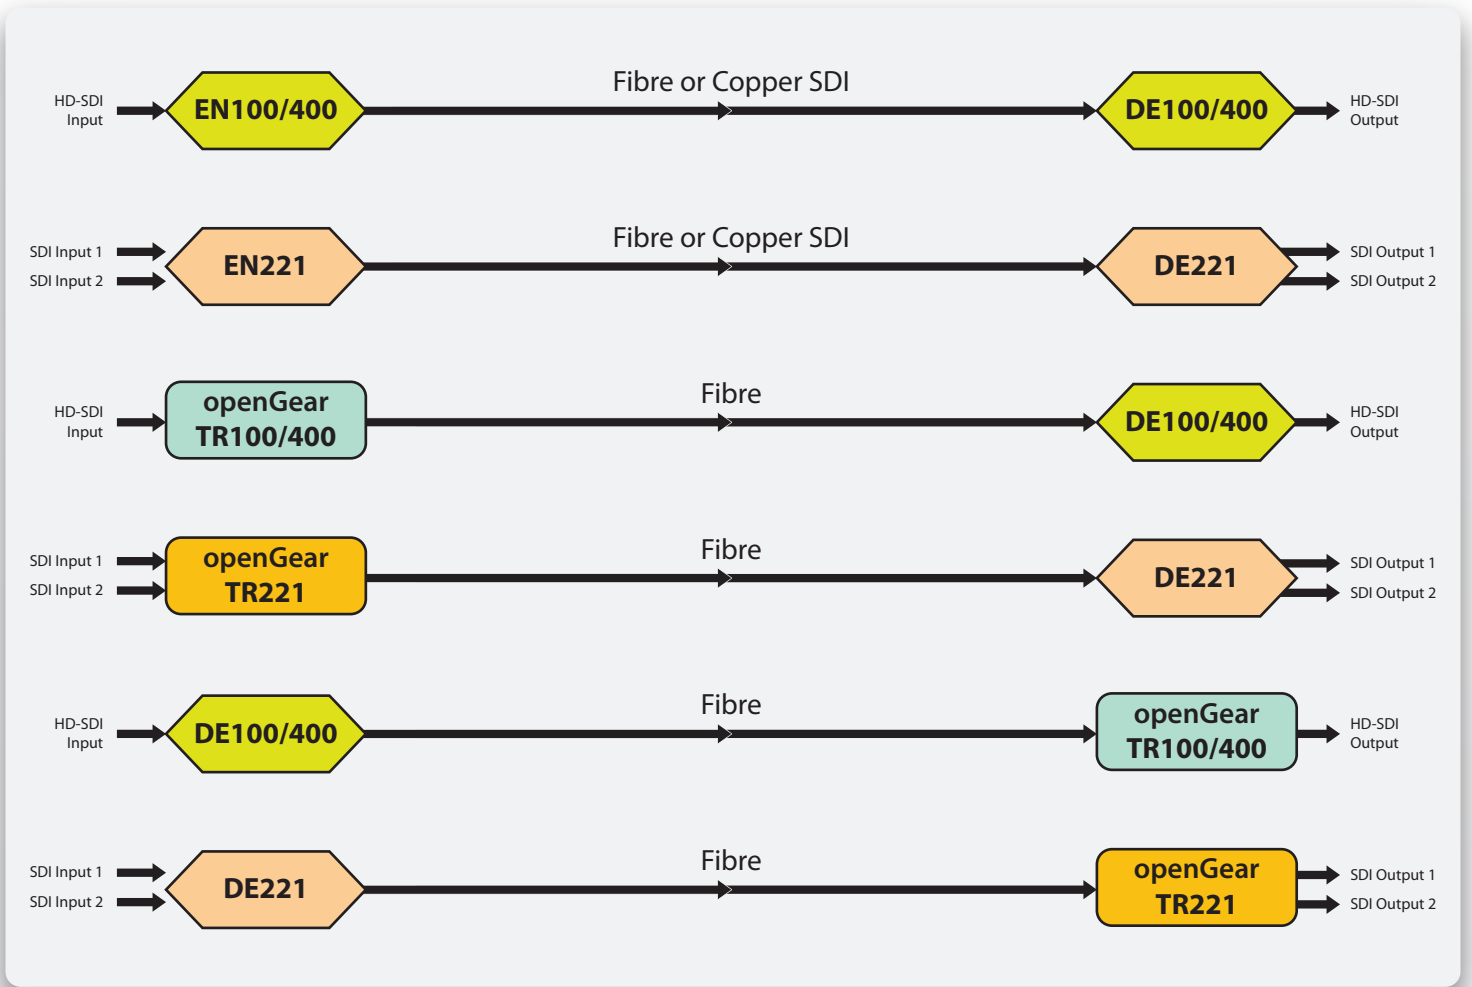 Fibre or Copper SDI
HD-SDI
Input
EN100/400
DE100/400
HD-SDI
Output
Fibre or Copper SDI
SDI Input 1
SDI Input 2
EN221
DE221
SDI Output 1
SDI Output 2
Fibre
HD-SDI
Input
openGear
TR100/400
DE100/400
HD-SDI
Output
Fibre
SDI Input 1
SDI Input 2
openGear
TR221
DE221
SDI Output 1
SDI Output 2
Fibre
HD-SDI
Input
DE100/400
openGear
TR100/400
HD-SDI
Output
Fibre
SDI Input 1
SDI Input 2
DE221
openGear
TR221
SDI Output 1
SDI Output 2